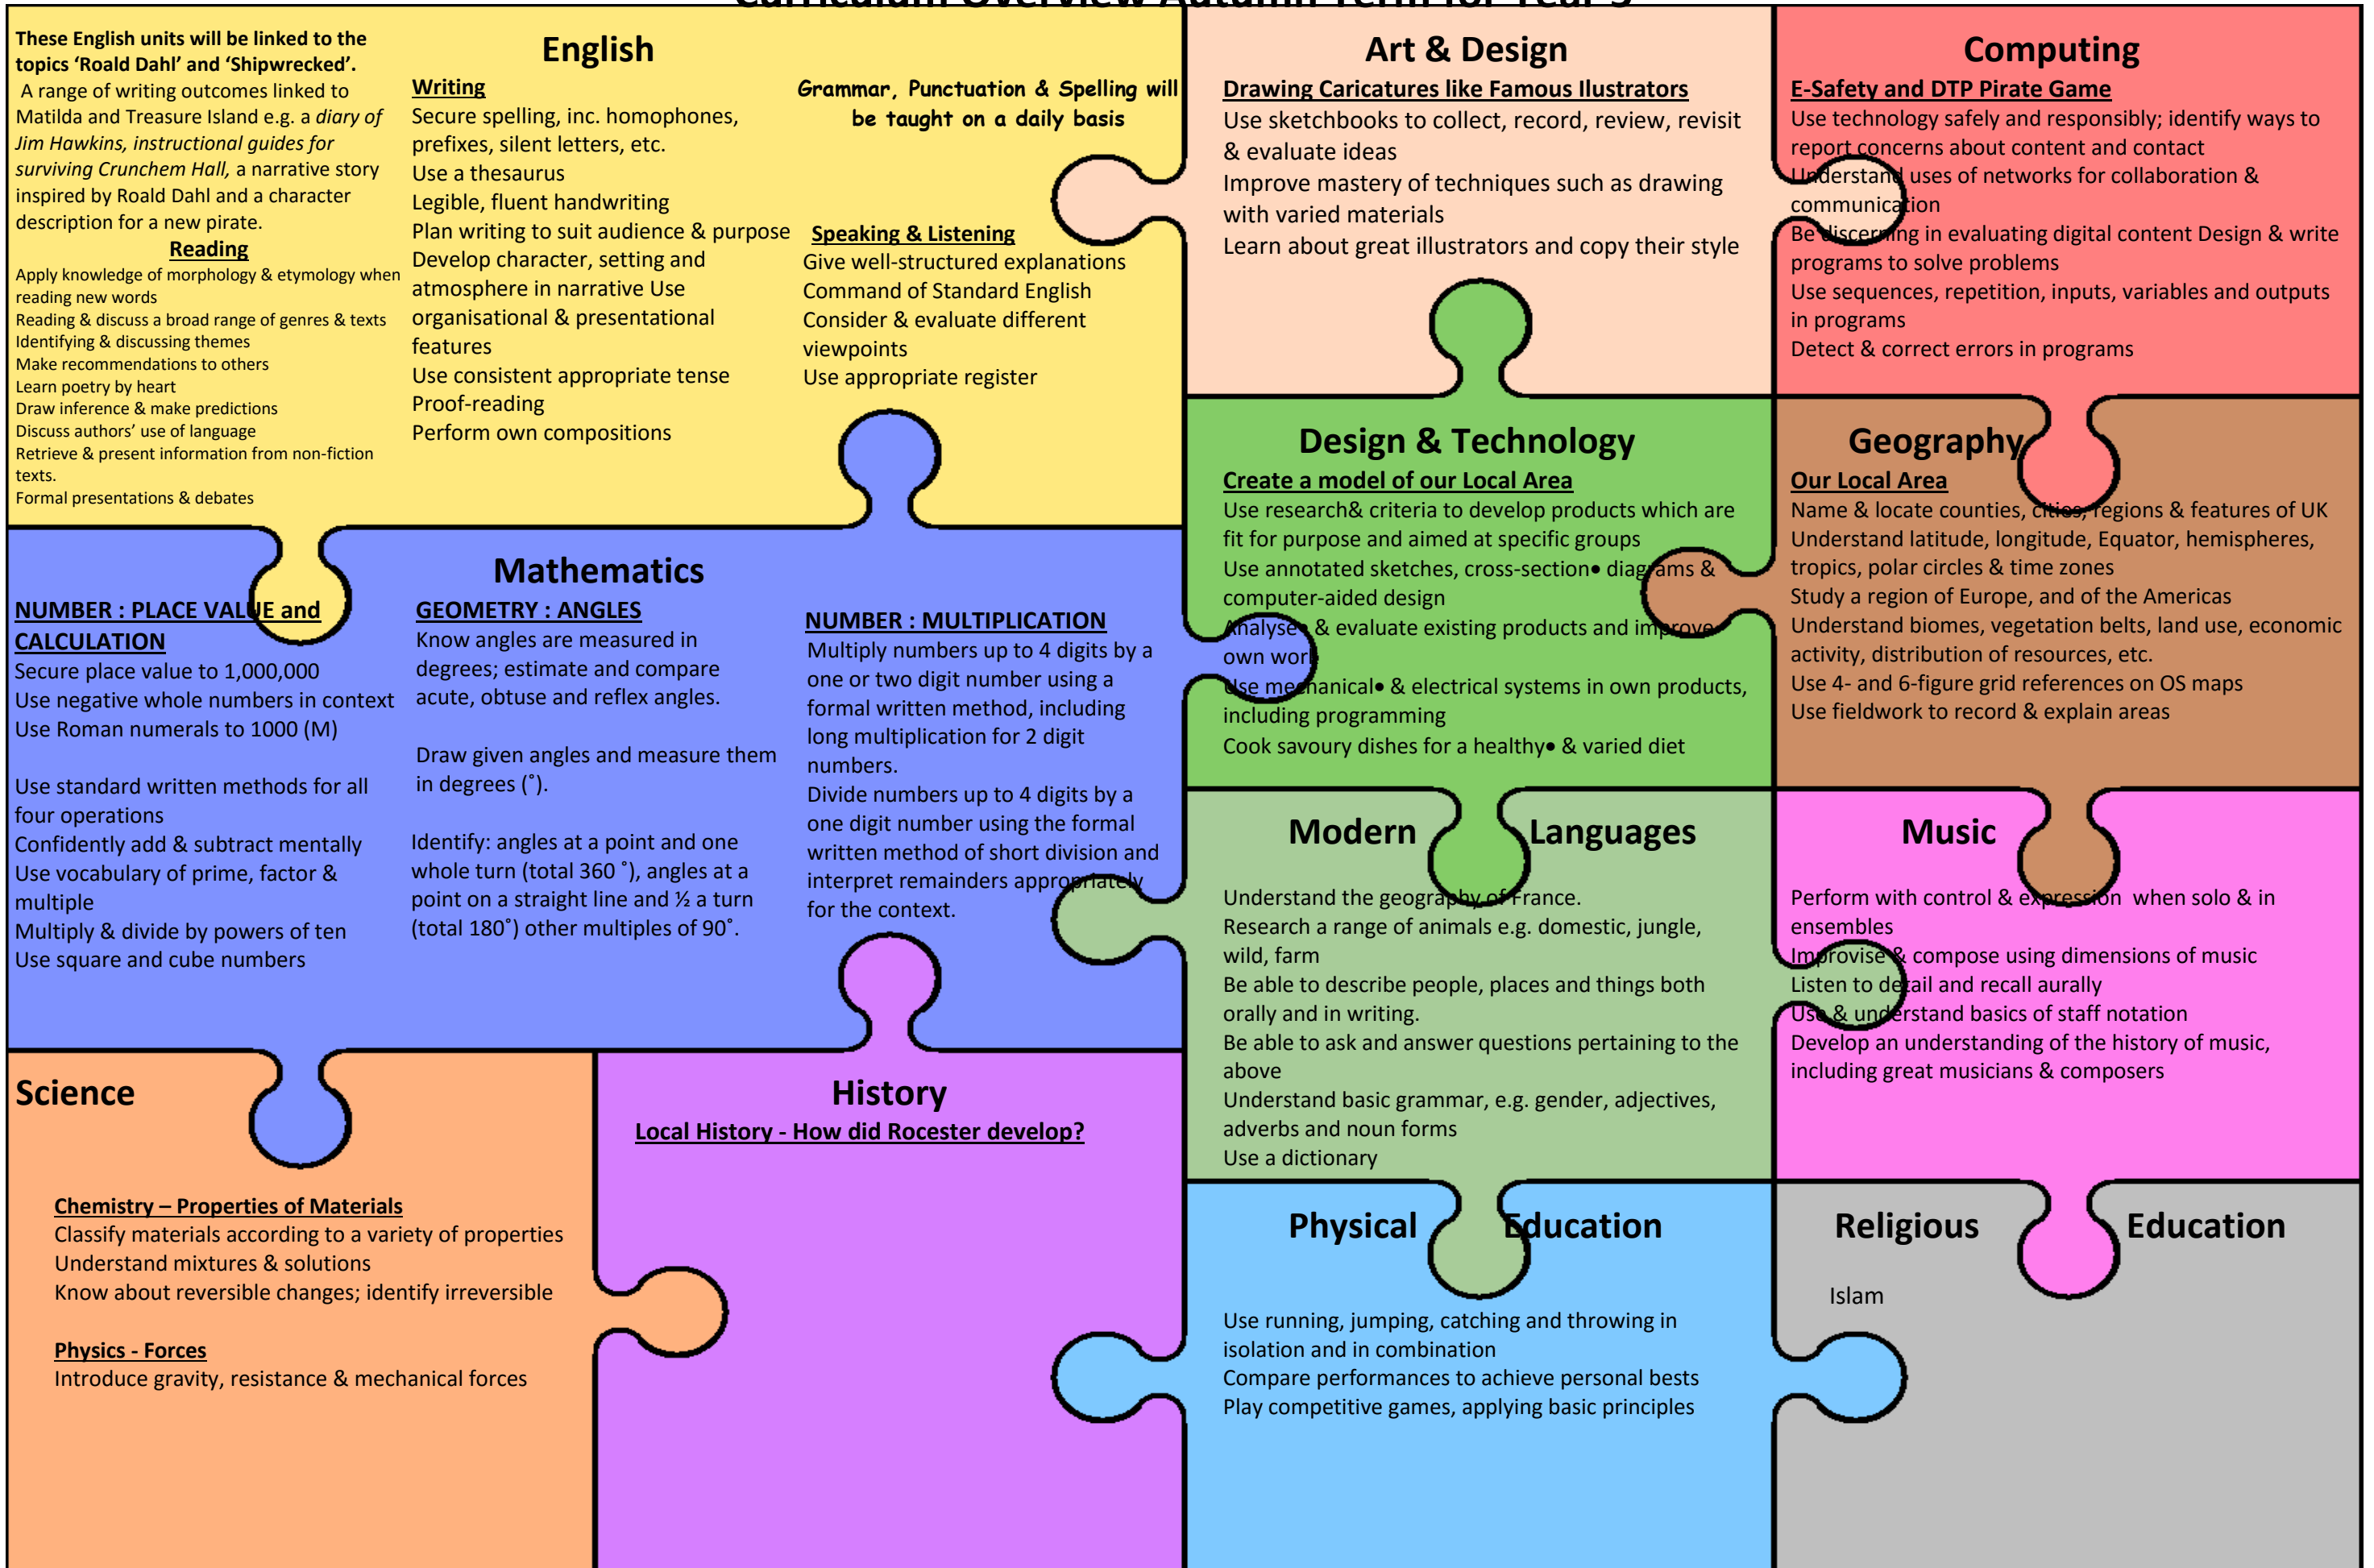 Curriculum Overview Autumn Term for Year 5
These English units will be linked to the
topics ‘Roald Dahl’ and ‘Shipwrecked’.
A range of writing outcomes linked to
Matilda and Treasure Island e.g. a diary of
Jim Hawkins, instructional guides for
surviving Crunchem Hall, a narrative story
inspired by Roald Dahl and a character
description for a new pirate.
Reading
Apply knowledge of morphology & etymology when
reading new words
Reading & discuss a broad range of genres & texts
Identifying & discussing themes
Make recommendations to others
Learn poetry by heart
Draw inference & make predictions
Discuss authors’ use of language
Retrieve & present information from non-fiction
texts.
Formal presentations & debates
English
Writing
Secure spelling, inc. homophones,
prefixes, silent letters, etc.
Use a thesaurus
Legible, fluent handwriting
Plan writing to suit audience & purpose
Develop character, setting and
atmosphere in narrative Use
organisational & presentational
features
Use consistent appropriate tense
Proof-reading
Perform own compositions
Grammar, Punctuation & Spelling will
be taught on a daily basis
Speaking & Listening
Give well-structured explanations
Command of Standard English
Consider & evaluate different
viewpoints
Use appropriate register
Art & Design
Drawing Caricatures like Famous Ilustrators
Use sketchbooks to collect, record, review, revisit
& evaluate ideas
Improve mastery of techniques such as drawing
with varied materials
Learn about great illustrators and copy their style
Computing
E-Safety and DTP Pirate Game
Use technology safely and responsibly; identify ways to
report concerns about content and contact
Understand uses of networks for collaboration &
communication
Be discerning in evaluating digital content Design & write
programs to solve problems
Use sequences, repetition, inputs, variables and outputs
in programs
Detect & correct errors in programs
Design & Technology
Create a model of our Local Area
Use research& criteria to develop products which are
fit for purpose and aimed at specific groups
Use annotated sketches, cross-section• diagrams &
computer-aided design
Analyse• & evaluate existing products and improve
own work
Use mechanical• & electrical systems in own products,
including programming
Cook savoury dishes for a healthy• & varied diet
Geography
Our Local Area
Name & locate counties, cities, regions & features of UK
Understand latitude, longitude, Equator, hemispheres,
tropics, polar circles & time zones
Study a region of Europe, and of the Americas
Understand biomes, vegetation belts, land use, economic
activity, distribution of resources, etc.
Use 4- and 6-figure grid references on OS maps
Use fieldwork to record & explain areas
Mathematics
NUMBER : PLACE VALUE and
CALCULATION
Secure place value to 1,000,000
Use negative whole numbers in context
Use Roman numerals to 1000 (M)
Use standard written methods for all
four operations
Confidently add & subtract mentally
Use vocabulary of prime, factor &
multiple
Multiply & divide by powers of ten
Use square and cube numbers
GEOMETRY : ANGLES
Know angles are measured in
degrees; estimate and compare
acute, obtuse and reflex angles.
Draw given angles and measure them
in degrees (˚).
Identify: angles at a point and one
whole turn (total 360 ˚), angles at a
point on a straight line and ½ a turn
(total 180˚) other multiples of 90˚.
NUMBER : MULTIPLICATION
Multiply numbers up to 4 digits by a
one or two digit number using a
formal written method, including
long multiplication for 2 digit
numbers.
Divide numbers up to 4 digits by a
one digit number using the formal
written method of short division and
interpret remainders appropriately
for the context.
Modern Languages
Understand the geography of France.
Research a range of animals e.g. domestic, jungle,
wild, farm
Be able to describe people, places and things both
orally and in writing.
Be able to ask and answer questions pertaining to the
above
Understand basic grammar, e.g. gender, adjectives,
adverbs and noun forms
Use a dictionary
Music
Perform with control & expression when solo & in
ensembles
Improvise & compose using dimensions of music
Listen to detail and recall aurally
Use & understand basics of staff notation
Develop an understanding of the history of music,
including great musicians & composers
Science
Chemistry – Properties of Materials
Classify materials according to a variety of properties
Understand mixtures & solutions
Know about reversible changes; identify irreversible
Physics - Forces
Introduce gravity, resistance & mechanical forces
History
Local History - How did Rocester develop?
Physical Education
Use running, jumping, catching and throwing in
isolation and in combination
Compare performances to achieve personal bests
Play competitive games, applying basic principles
Religious Education
Islam